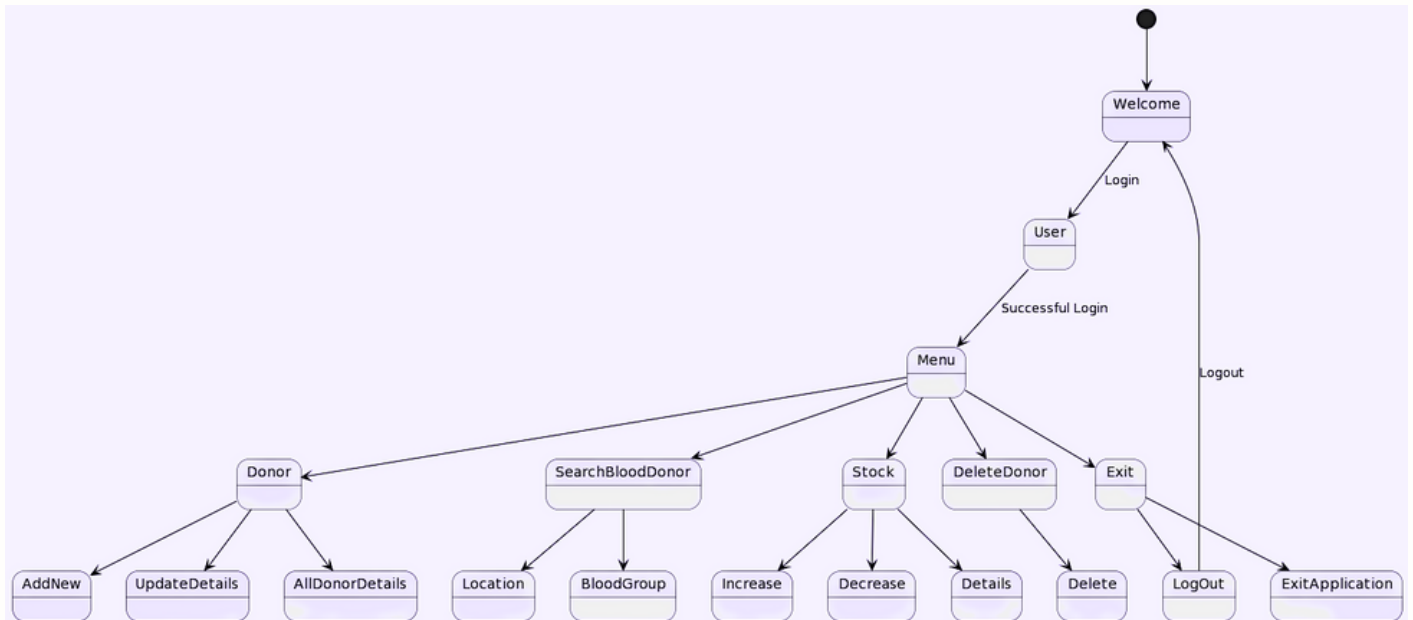 Welcome
Login
User
Successful Login
Menu
Logout
Donor
SearchBloodDonor
Stock
DeleteDonor
Exit
AddNew
UpdateDetails
AllDonorDetails
Location
BloodGroup
Increase
Decrease
Details
Delete
LogOut
ExitApplication